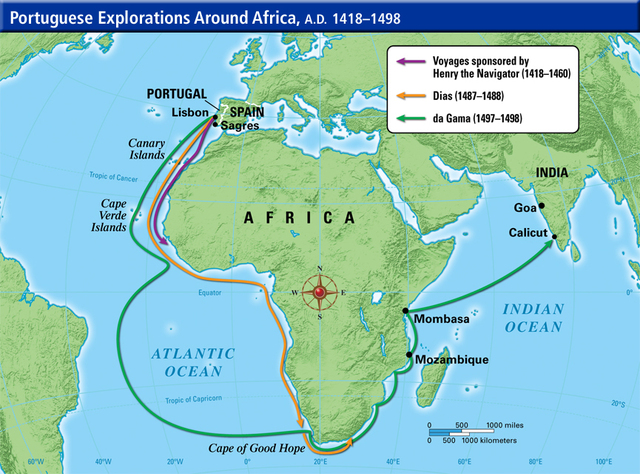 Portuguese Explorations Around Africa, A.D. 1418–1498
Voyages sponsored by
Henry the Navigator (1418–1460)
Dias (1487–1488)
da Gama (1497–1498)
PORTUGAL
Lisbon
SPAIN
Sagres
Canary
Islands
Tropic of Cancer
Cape
Verde
Islands
AFRICA
INDIA
Goa
Calicut
N
W
E
S
Equator
0°
Mombasa
INDIAN
OCEAN
Mozambique
ATLANTIC
OCEAN
Tropic of Capricorn
20°S
0
500
1000 miles
0
500
1000 kilometers
Cape of Good Hope
60°W
40°W
20°W
0°
20°E
40°E
60°E
80°E